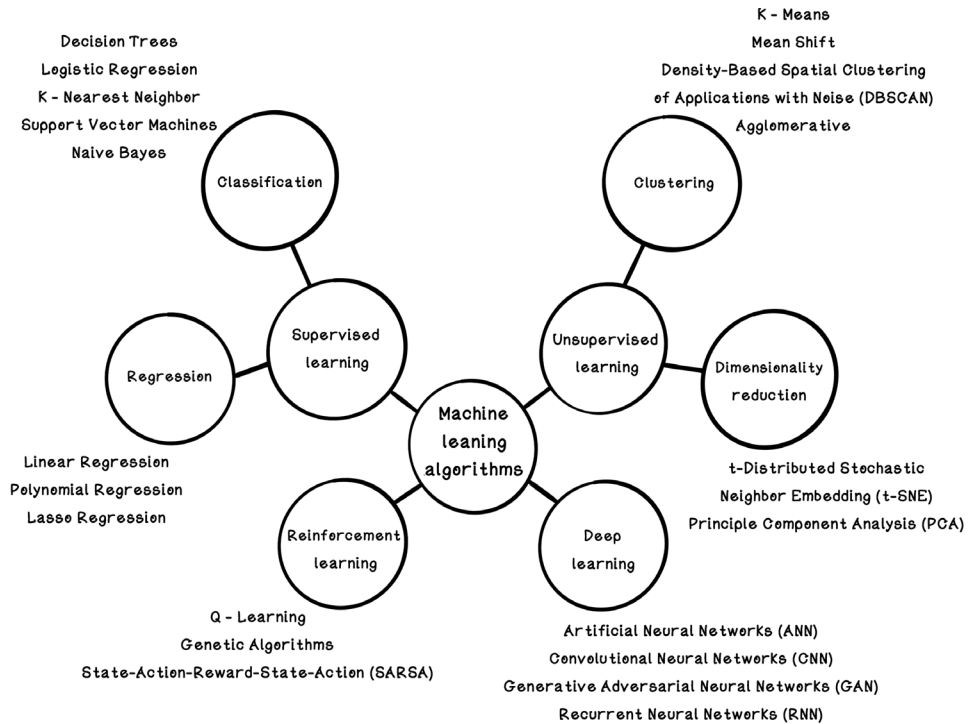 Decision Trees
Logistic Regression
K - Nearest Neighbor
Support Vector Machines
Naive Bayes
Classification
K - Means
Mean Shift
Density-Based Spatial Clustering
of Applications with Noise (DBSCAN)
Agglomerative
Clustering
Supervised
learning
Regression
Linear Regression
Polynomial Regression
Lasso Regression
Unsupervised
learning
Dimensionality
reduction
t-Distributed Stochastic
Neighbor Embedding (t-SNE)
Principle Component Analysis (PCA)
Machine
leaning
algorithms
Reinforcement
learning
Q - Learning
Genetic Algorithms
State-Action-Reward-State-Action (SARSA)
Deep
learning
Artificial Neural Networks (ANN)
Convolutional Neural Networks (CNN)
Generative Adversarial Neural Networks (GAN)
Recurrent Neural Networks (RNN)